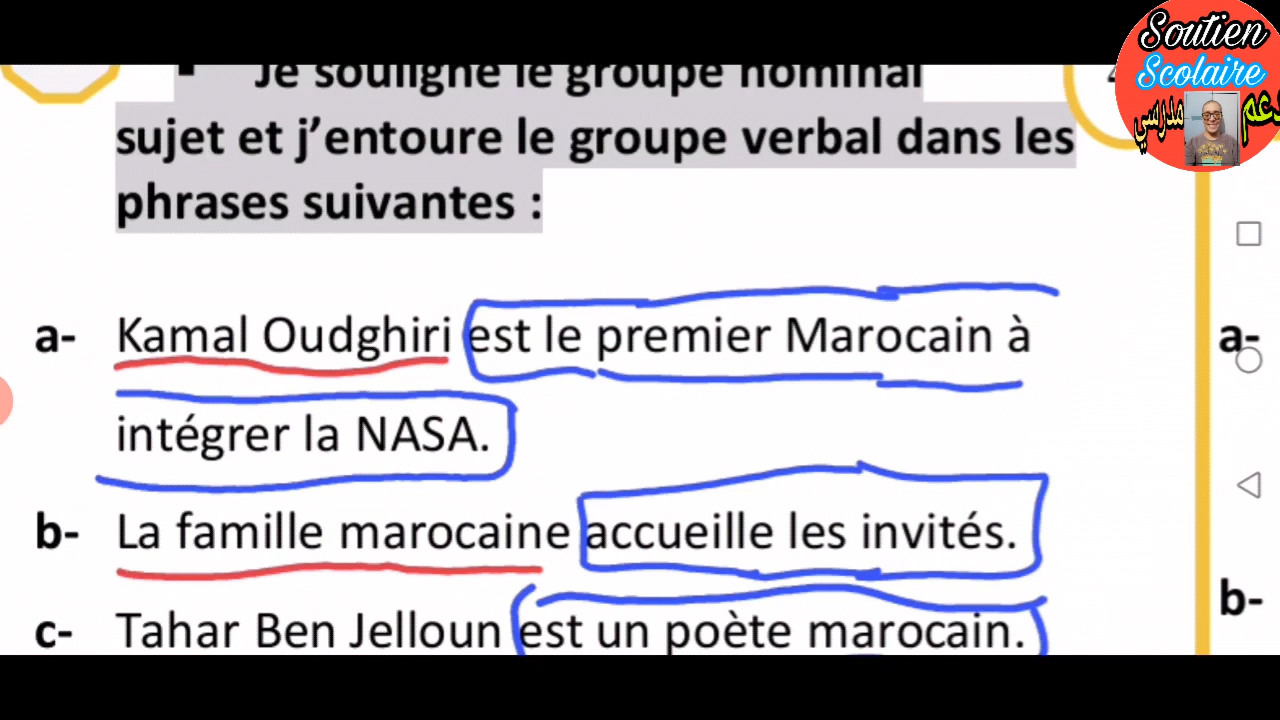 Je souligne le groupe nominal
sujet et j’entoure le groupe verbal dans les
phrases suivantes :
a- Kamal Oudghiri est le premier Marocain à
intégrer la NASA.
b- La famille marocaine accueille les invités.
c- Tahar Ben Jelloun est un poète marocain.
Soutien
Scolaire
دعم مدرسي
a-
b-